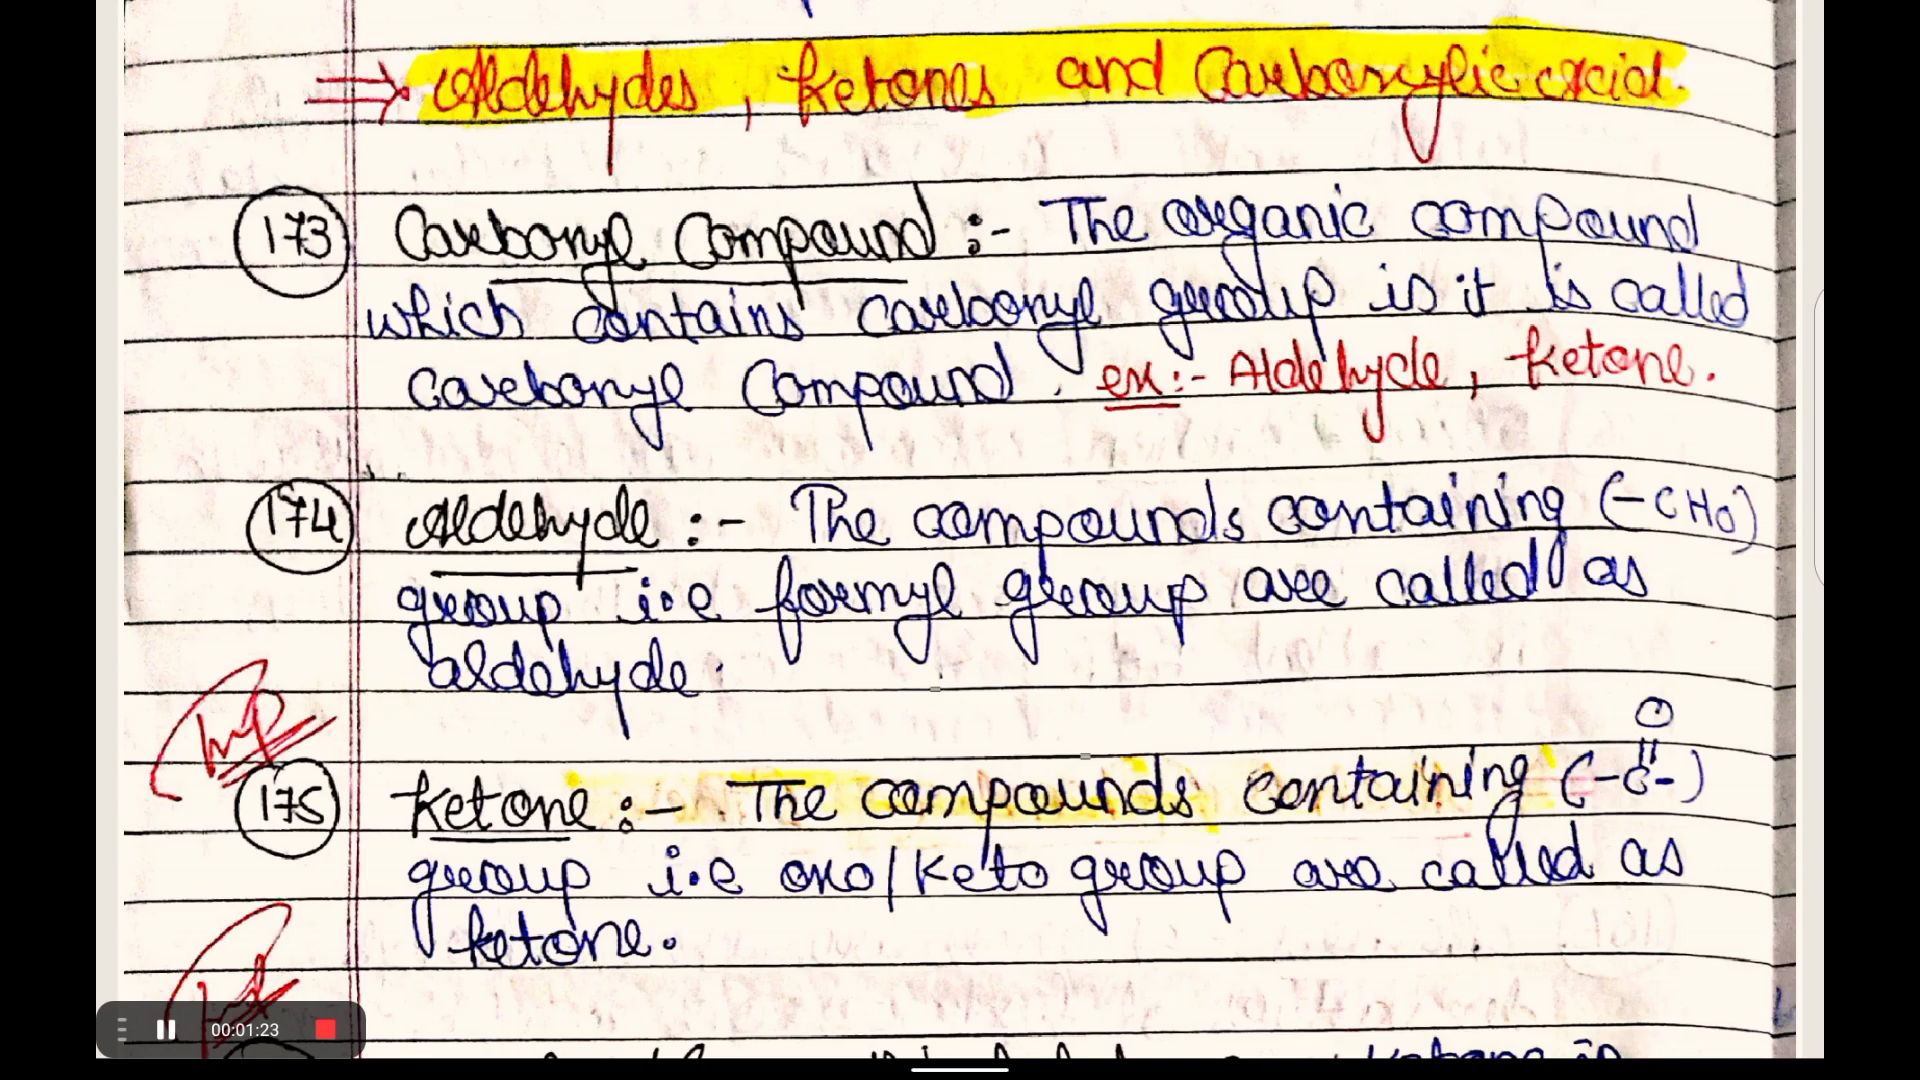 ⇒ Aldehydes, Ketones and Carboxylic acid.
173 Carbonyl Compound :- The organic compound
which contains carbonyl group is it is called
carbonyl Compound. ex:- Aldehyde, Ketone.
174 Aldehyde :- The compounds containing (-CHO)
group i.e formyl group are called as
aldehyde.
Imp
O
||
175 Ketone :- The compounds containing (-C-)
group i.e oxo/Keto group are called as
ketone.
00:01:23